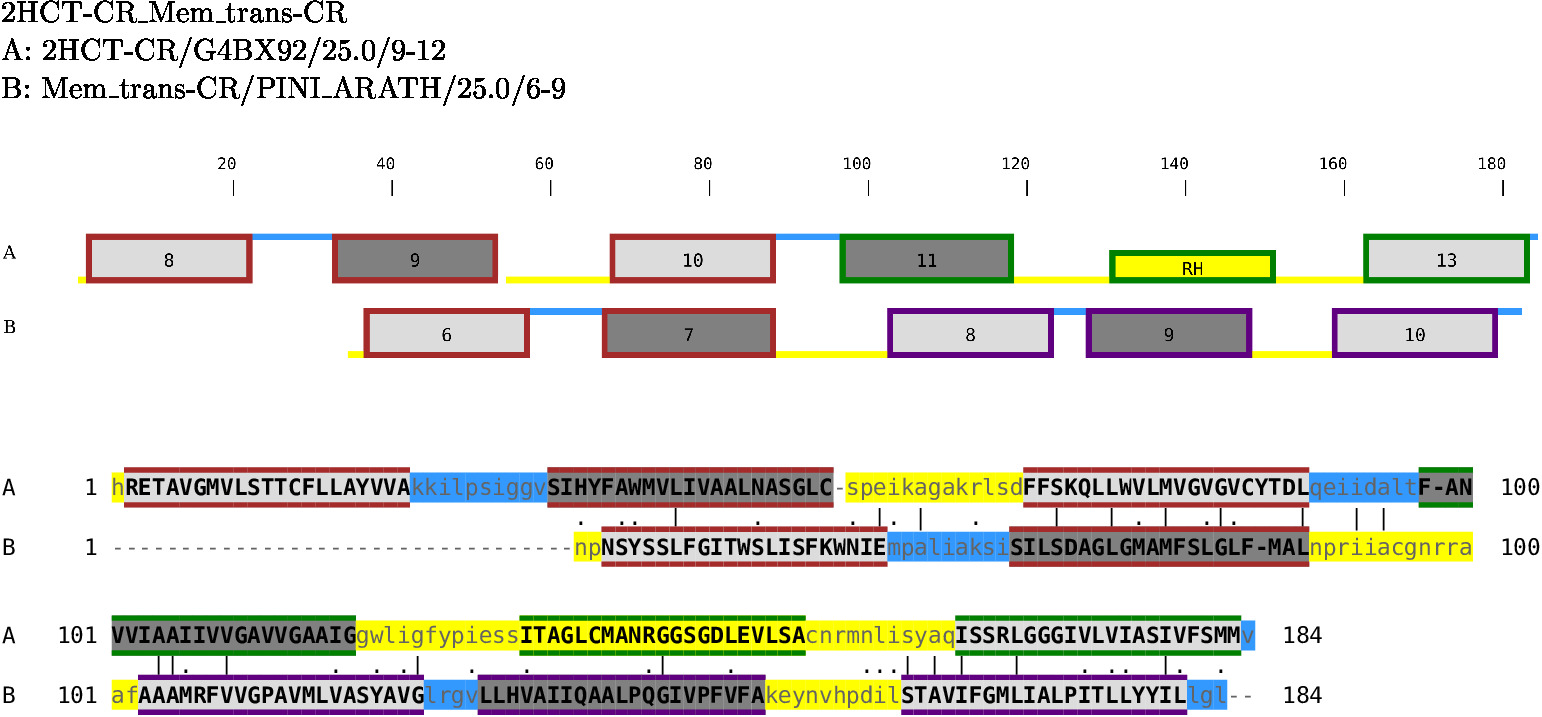 2HCT-CR_Mem_trans-CR
A: 2HCT-CR/G4BX92/25.0/9-12
B: Mem_trans-CR/PINI_ARATH/25.0/6-9
20 40 60 80 100 120 140 160 180
A 8 9 10 11 RH 13
B 6 7 8 9 10
A 1 hRETAVGMVLSTTCFLLAYVVAkkilpsiggvSIHYFAWMVLIVAALNASGLC-speikagakrlsdFFSKQLLWVLMVGVGVCYTDLqeiidaltF-AN 100
B 1 ----------------------------------npNSYSSLFGITWSLISFKWNIEmpaliaksiSILSDAGLGMAMFSLGLF-MALnpriiacgnrra 100
A 101 VVIAAIIVVGAVVGAAIGgwligfypiessITAGLCMANRGGSGDLEVLSAcnrmnlisyaqISSRLGGGIVLVIASIVFSMMv 184
B 101 afAAAMRFVVGPAVMLVASYAVGlrgvLLHVAIIQAALPQGIVPFVFAkeynvhpdilSTAVIFGMLIALPITLLYYILlgl-- 184